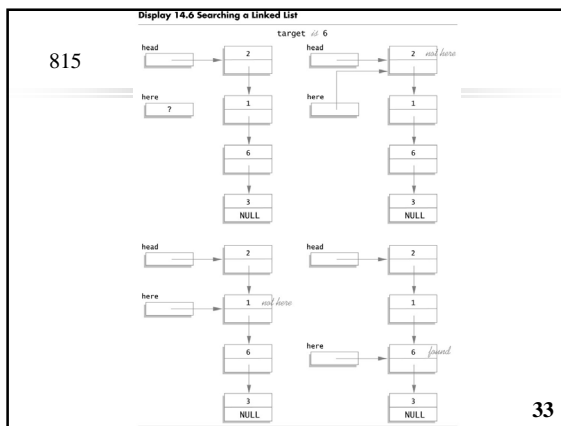 Display 14.6 Searching a Linked List
target is 6
815
head
2
here
?
1
6
3
NULL
head
2 not here
here
1
6
3
NULL
head
2
here
1 not here
6
3
NULL
head
2
1
here
6 found
3
NULL
33